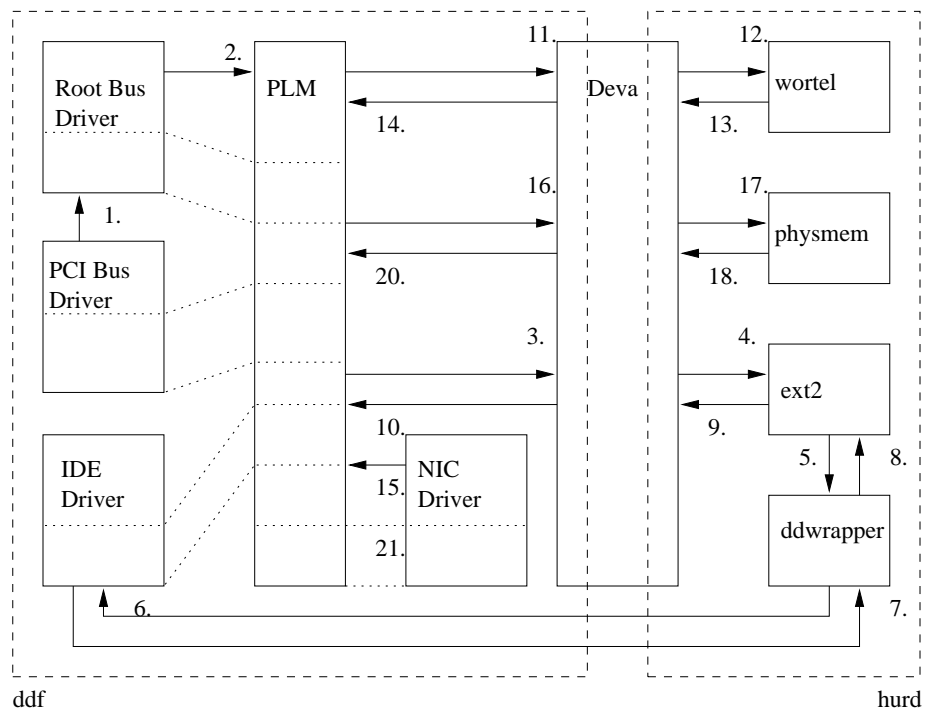 11.
12.
2.
Root Bus
Driver
PLM
Deva
wortel
14.
13.
16.
17.
1.
physmem
PCI Bus
Driver
20.
18.
3.
4.
ext2
10.
9.
IDE
Driver
NIC
Driver
15.
5.
8.
ddwrapper
21.
6.
7.
ddf
hurd